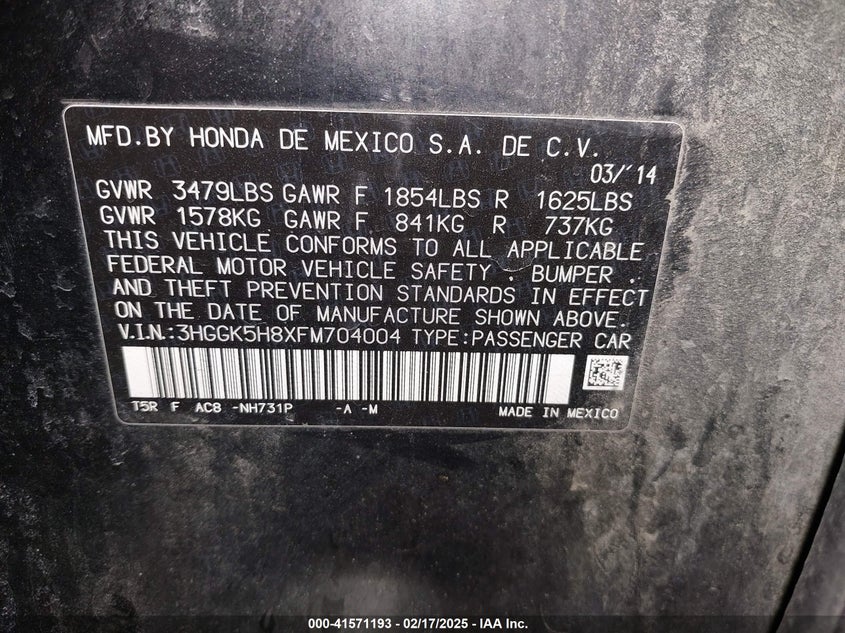 MFD.BY HONDA DE MEXICO S.A. DE C.V.
03/'14
GVWR 3479LBS GAWR F 1854LBS R 1625LBS
GVWR 1578KG GAWR F 841KG R 737KG
THIS VEHICLE CONFORMS TO ALL APPLICABLE
FEDERAL MOTOR VEHICLE SAFETY , BUMPER ,
AND THEFT PREVENTION STANDARDS IN EFFECT
ON THE DATE OF MANUFACTURE SHOWN ABOVE.
V.I.N.:3HGGK5H8XFM704004 TYPE:PASSENGER CAR
T5R F AC8 -NH731P -A -M MADE IN MEXICO
000-41571193 - 02/17/2025 - IAA Inc.